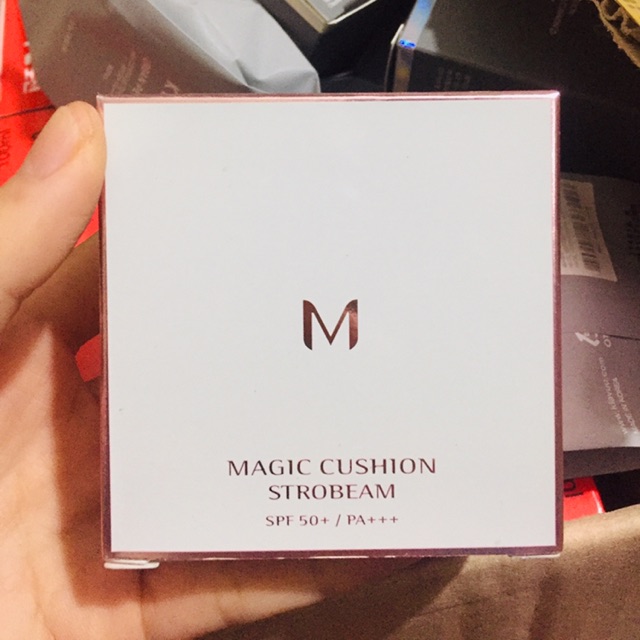 M
MAGIC CUSHION
STROBEAM
SPF 50+ / PA+++